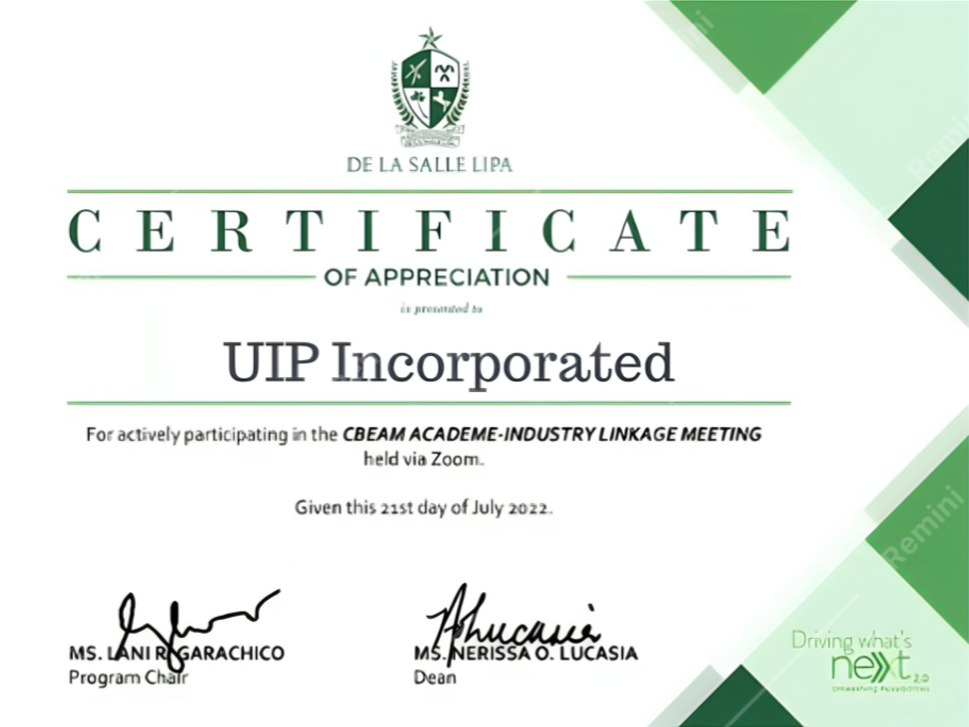 DE LA SALLE LIPA
CERTIFICATE
OF APPRECIATION
is presented to
UIP Incorporated
For actively participating in the CBEAM ACADEME-INDUSTRY LINKAGE MEETING
held via Zoom.
Given this 21st day of July 2022.
MS. LANI R. GARACHICO
Program Chair
MS. NERISSA O. LUCASIA
Dean
Driving what's
next 2.0
Remini
Remini
Remini